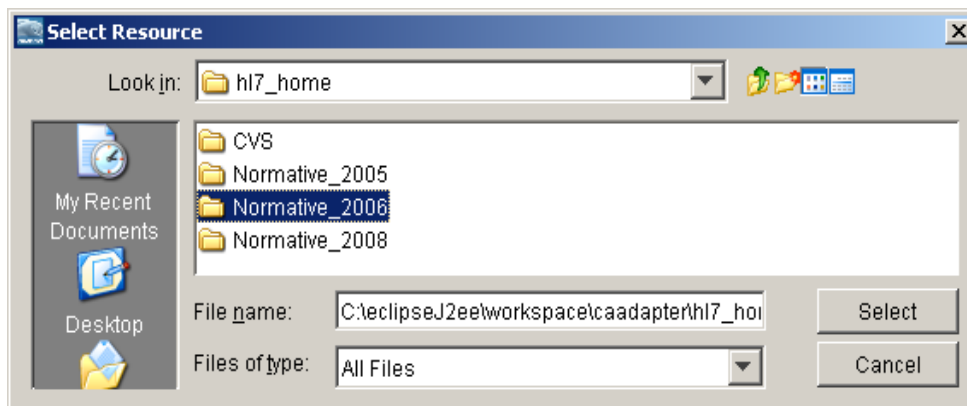 Select Resource
Look in: hl7_home
CVS
Normative_2005
Normative_2006
Normative_2008
My Recent
Documents
Desktop
File name: C:\eclipseJ2ee\workspace\caadapter\hl7_hor Select
Files of type: All Files Cancel